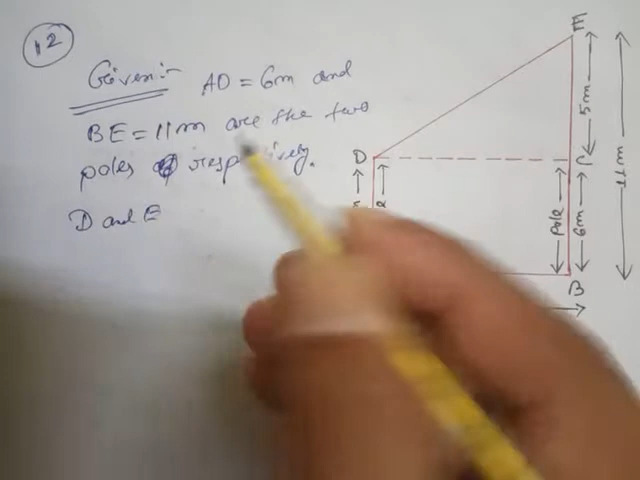 12
Given:- AD = 6m and
BE = 11m are the two
poles respectively.
D and E
E
5m
11m
D
C
Pole
6m
B